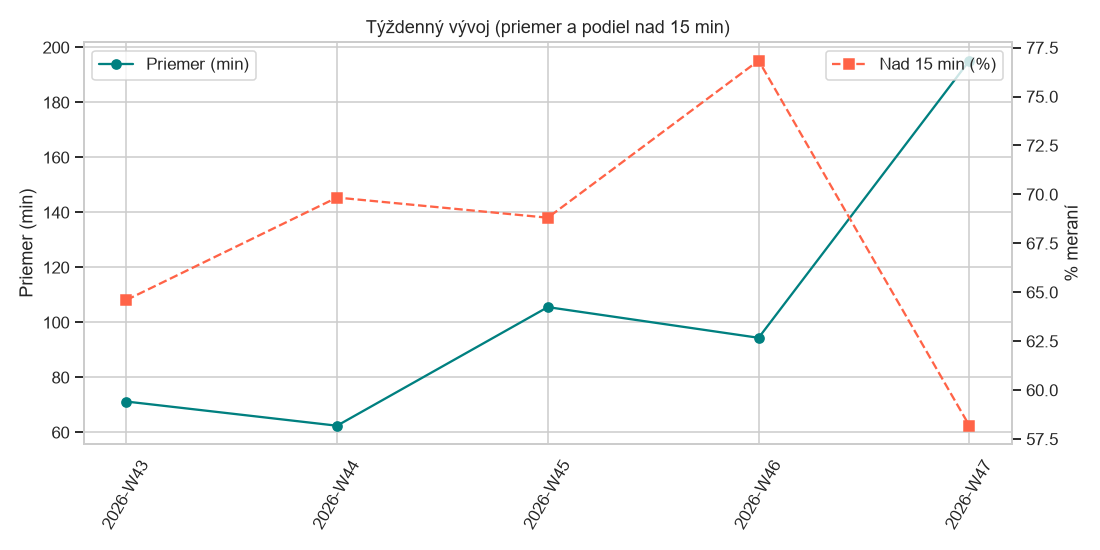 Týždenný vývoj (priemer a podiel nad 15 min)
Priemer (min)
Nad 15 min (%)
Priemer (min)
200
180
160
140
120
100
80
60
77.5
75.0
72.5
70.0
67.5
65.0
62.5
60.0
57.5
% meraní
2026-W43
2026-W44
2026-W45
2026-W46
2026-W47